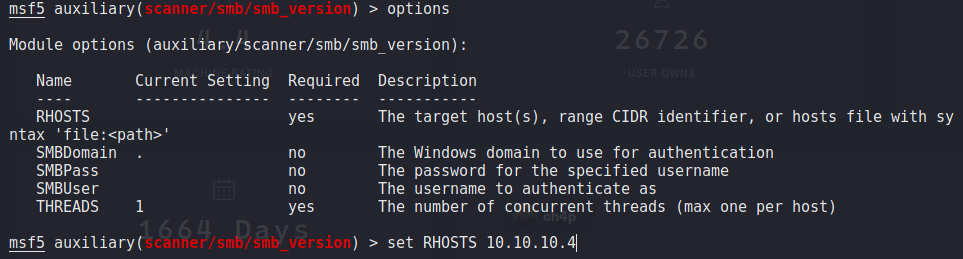 msf5 auxiliary(scanner/smb/smb_version) > options
26726
Module options (auxiliary/scanner/smb/smb_version):
USER OWNS
Name Current Setting Required Description
---- --------------- -------- -----------
RHOSTS yes The target host(s), range CIDR identifier, or hosts file with sy
ntax 'file:<path>'
SMBDomain . no The Windows domain to use for authentication
SMBPass no The password for the specified username
SMBUser no The username to authenticate as
THREADS 1 yes The number of concurrent threads (max one per host)
ch4p
1664 Days
msf5 auxiliary(scanner/smb/smb_version) > set RHOSTS 10.10.10.4